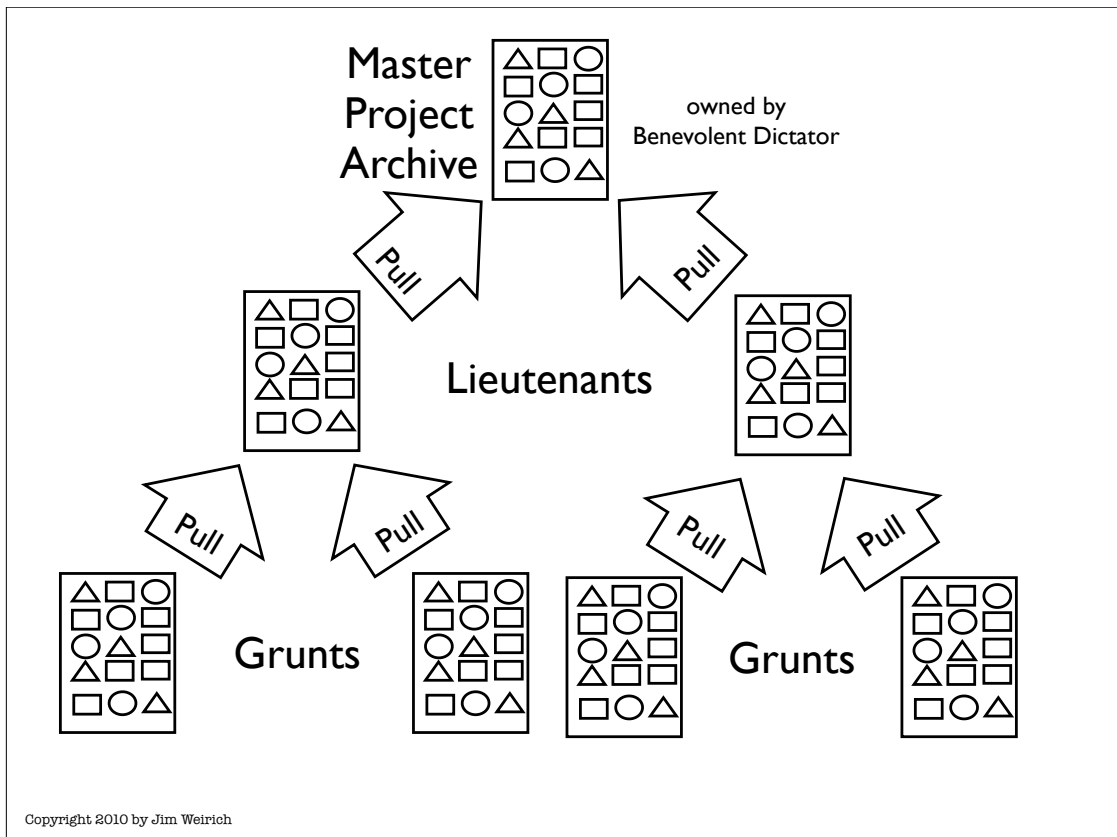 Master
Project
Archive
owned by
Benevolent Dictator
Pull
Pull
Lieutenants
Pull
Pull
Pull
Pull
Grunts
Grunts
Copyright 2010 by Jim Weirich